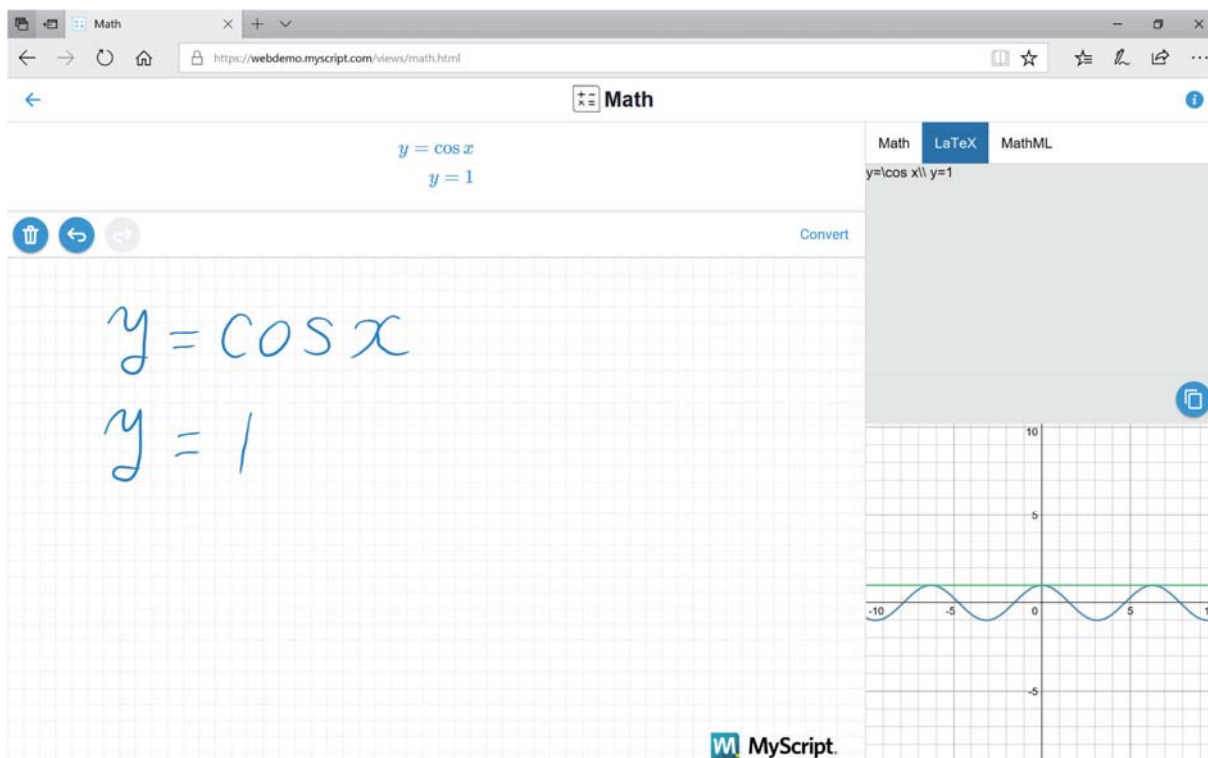 Math
https://webdemo.myscript.com/views/math.html
Math
y = cos x
y = 1
Math LaTeX MathML
y=\cos x\\ y=1
Convert
y = cos x
y = 1
10
5
-10 -5 0 5 1
-5
MyScript.